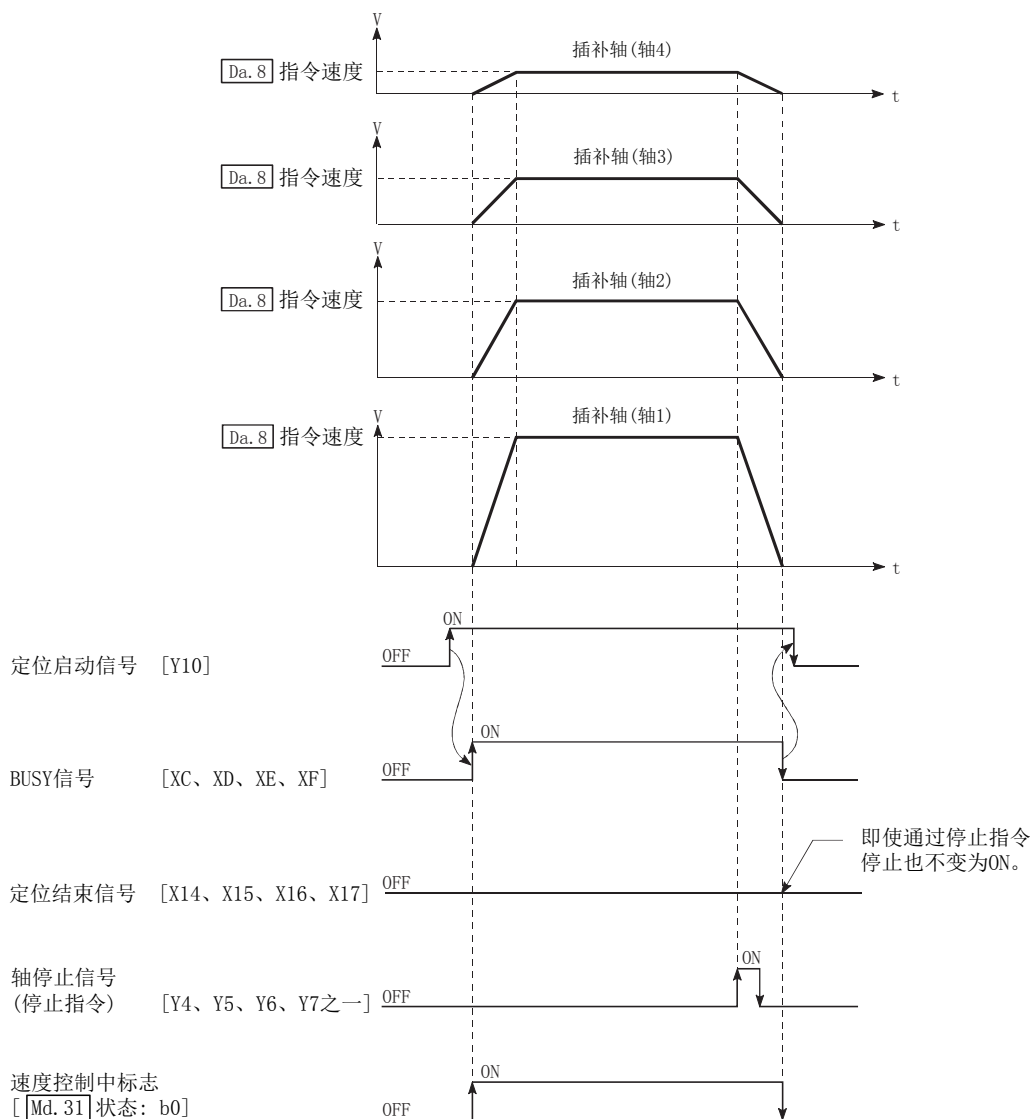 V
插补轴(轴4)
Da.8 指令速度
t
V
插补轴(轴3)
Da.8 指令速度
t
V
插补轴(轴2)
Da.8 指令速度
t
V
插补轴(轴1)
Da.8 指令速度
t
ON
定位启动信号 [Y10] OFF
ON
BUSY信号 [XC、XD、XE、XF] OFF
即使通过停止指令
停止也不变为ON。
定位结束信号 [X14、X15、X16、X17] OFF
轴停止信号 ON
(停止指令) [Y4、Y5、Y6、Y7之一] OFF
速度控制中标志 ON
[Md.31 状态: b0] OFF